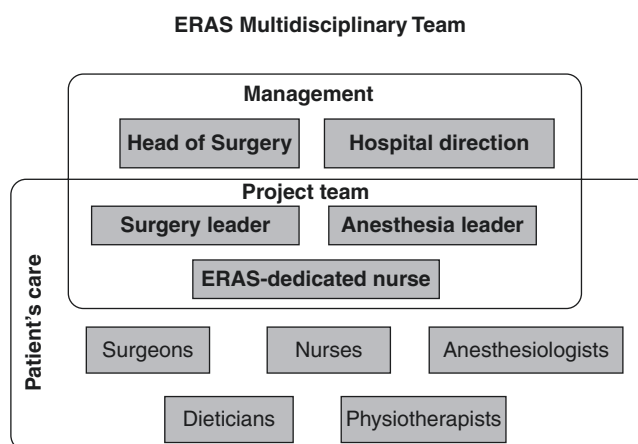 ERAS Multidisciplinary Team
Management
Head of Surgery
Hospital direction
Project team
Surgery leader
Anesthesia leader
ERAS-dedicated nurse
Patient's care
Surgeons
Nurses
Anesthesiologists
Dieticians
Physiotherapists